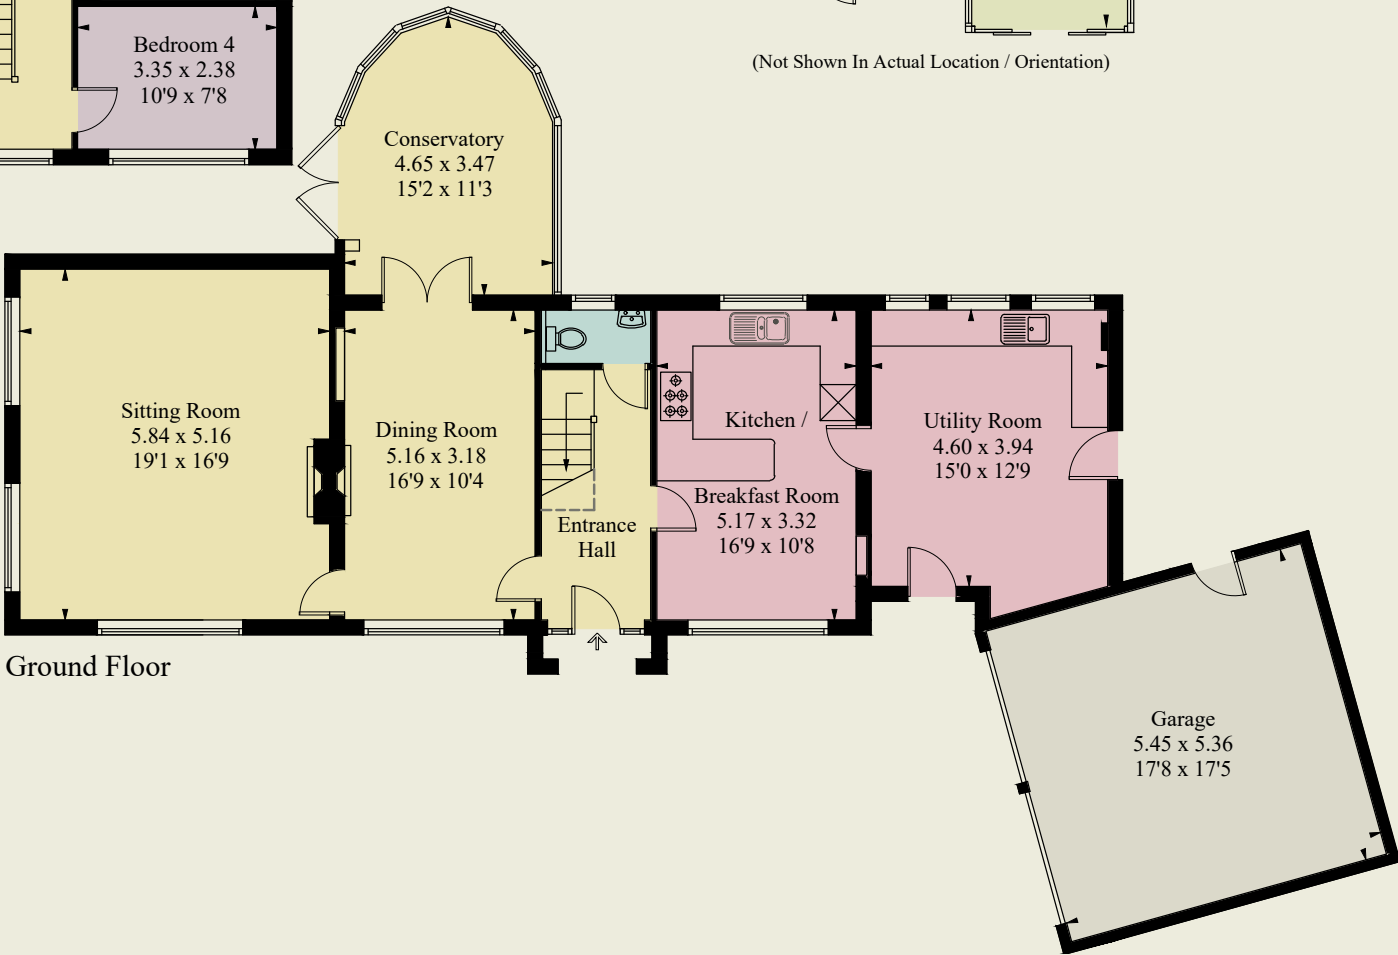 Bedroom 4
3.35 x 2.38
10'9 x 7'8
(Not Shown In Actual Location / Orientation)
Conservatory
4.65 x 3.47
15'2 x 11'3
Sitting Room
5.84 x 5.16
19'1 x 16'9
Dining Room
5.16 x 3.18
16'9 x 10'4
Entrance
Hall
Kitchen /
Breakfast Room
5.17 x 3.32
16'9 x 10'8
Utility Room
4.60 x 3.94
15'0 x 12'9
Ground Floor
Garage
5.45 x 5.36
17'8 x 17'5